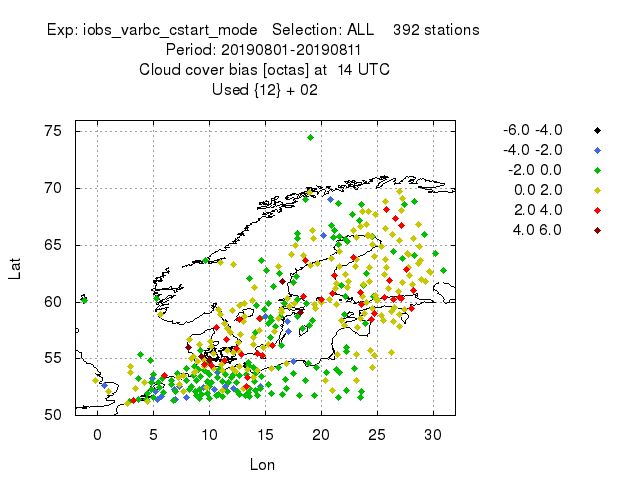 Exp: iobs_varbc_cstart_mode   Selection: ALL    392 stations
Period: 20190801-20190811
Cloud cover bias [octas] at  14 UTC
Used {12} + 02
75
70
65
60
55
50
Lat
0 5 10 15 20 25 30
Lon
-6.0 -4.0
-4.0 -2.0
-2.0 0.0
0.0 2.0
2.0 4.0
4.0 6.0